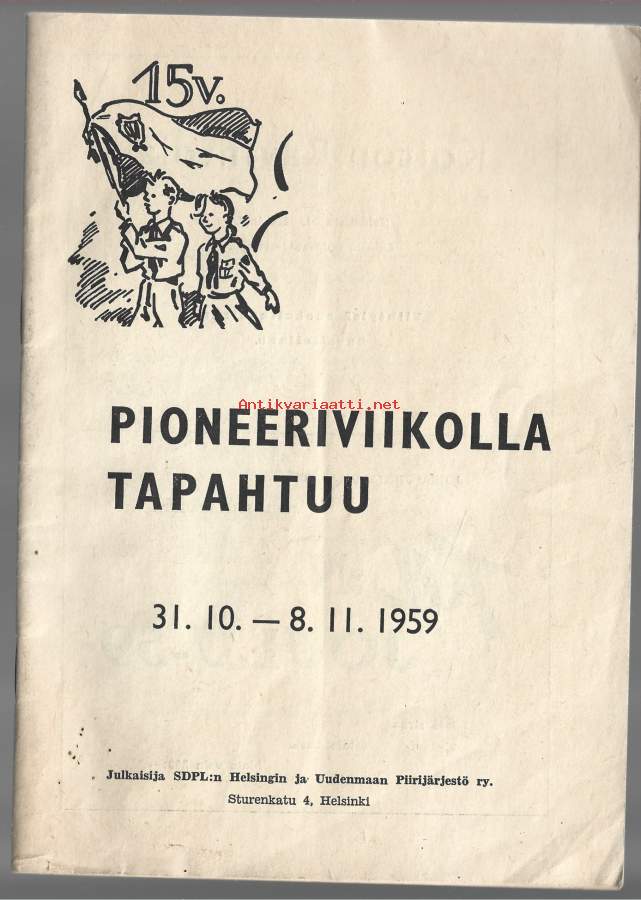 15v.
Antikvariaatti.net
PIONEERIVIIKOLLA
TAPAHTUU
31. 10. — 8. 11. 1959
Julkaisija SDPL:n Helsingin ja Uudenmaan Piirijärjestö ry.
Sturenkatu 4, Helsinki